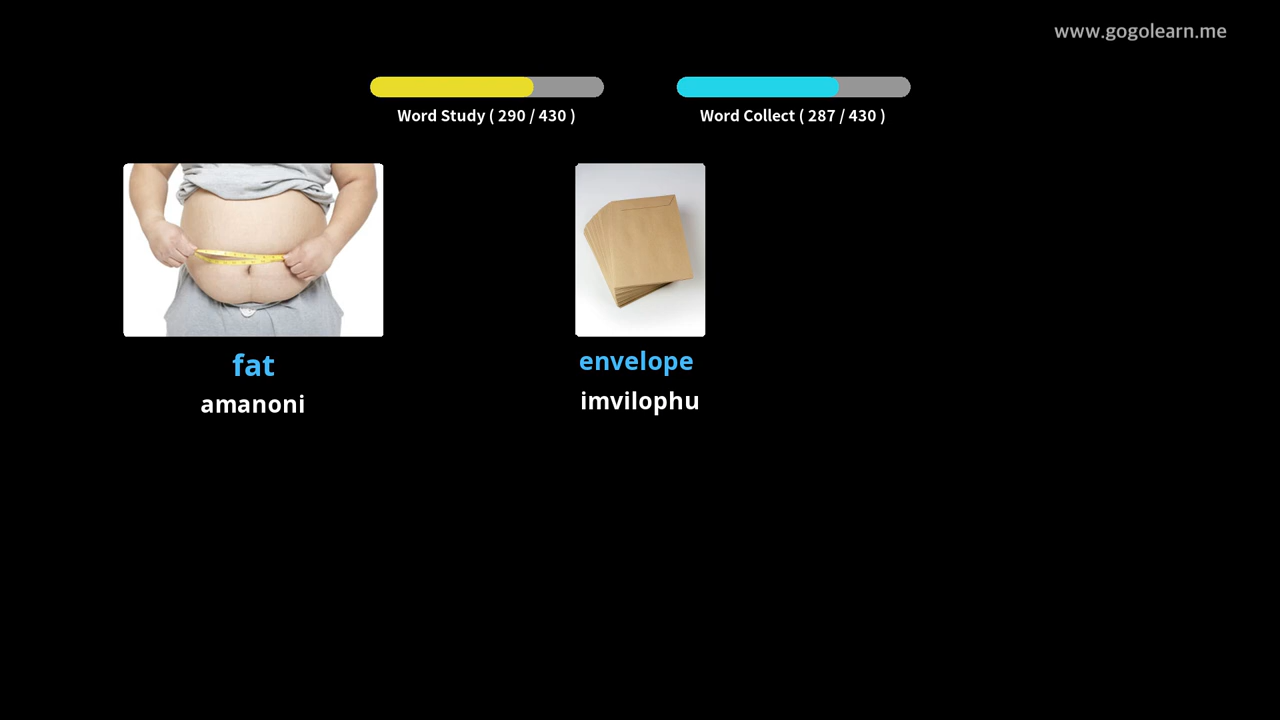 www.gogolearn.me
Word Study ( 290 / 430 )
Word Collect ( 287 / 430 )
fat
amanoni
envelope
imvilophu